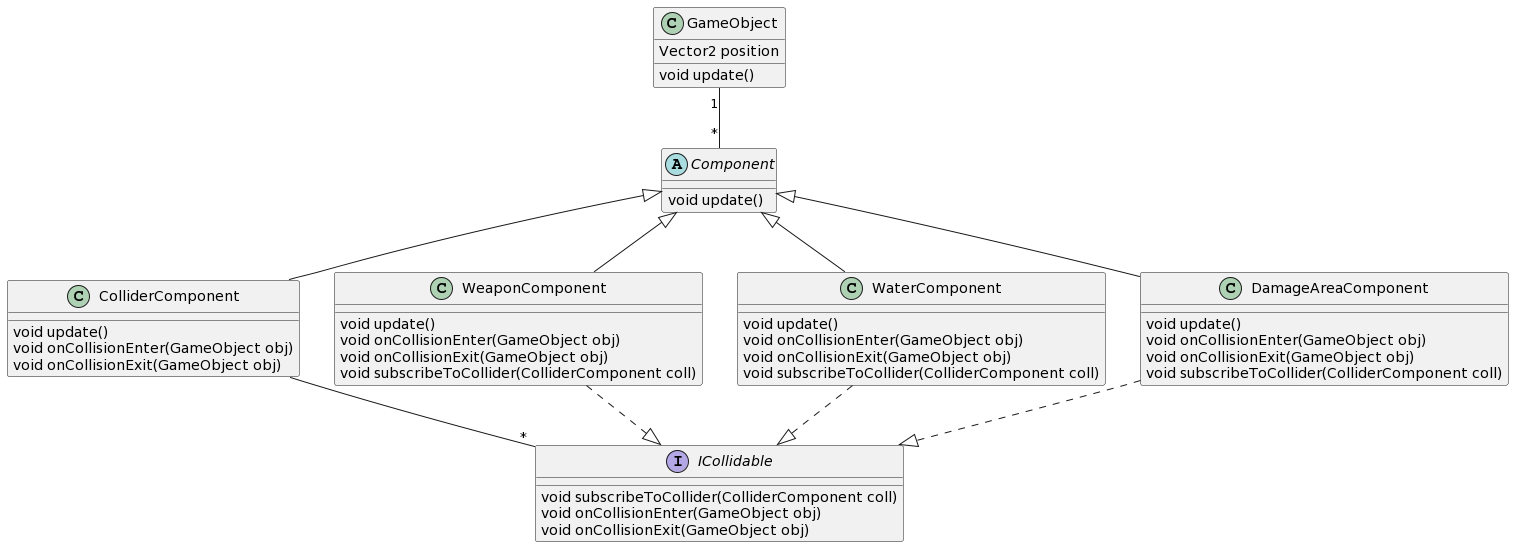 C GameObject
Vector2 position
void update()
1
*
A Component
void update()
C ColliderComponent
void update()
void onCollisionEnter(GameObject obj)
void onCollisionExit(GameObject obj)
C WeaponComponent
void update()
void onCollisionEnter(GameObject obj)
void onCollisionExit(GameObject obj)
void subscribeToCollider(ColliderComponent coll)
C WaterComponent
void update()
void onCollisionEnter(GameObject obj)
void onCollisionExit(GameObject obj)
void subscribeToCollider(ColliderComponent coll)
C DamageAreaComponent
void update()
void onCollisionEnter(GameObject obj)
void onCollisionExit(GameObject obj)
void subscribeToCollider(ColliderComponent coll)
*
I ICollidable
void subscribeToCollider(ColliderComponent coll)
void onCollisionEnter(GameObject obj)
void onCollisionExit(GameObject obj)